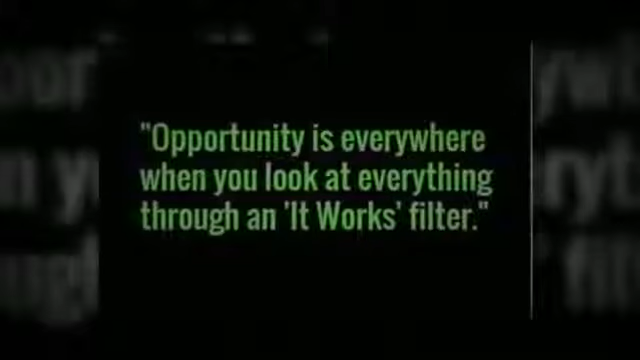 "Opportunity is everywhere
when you look at everything
through an 'It Works' filter."